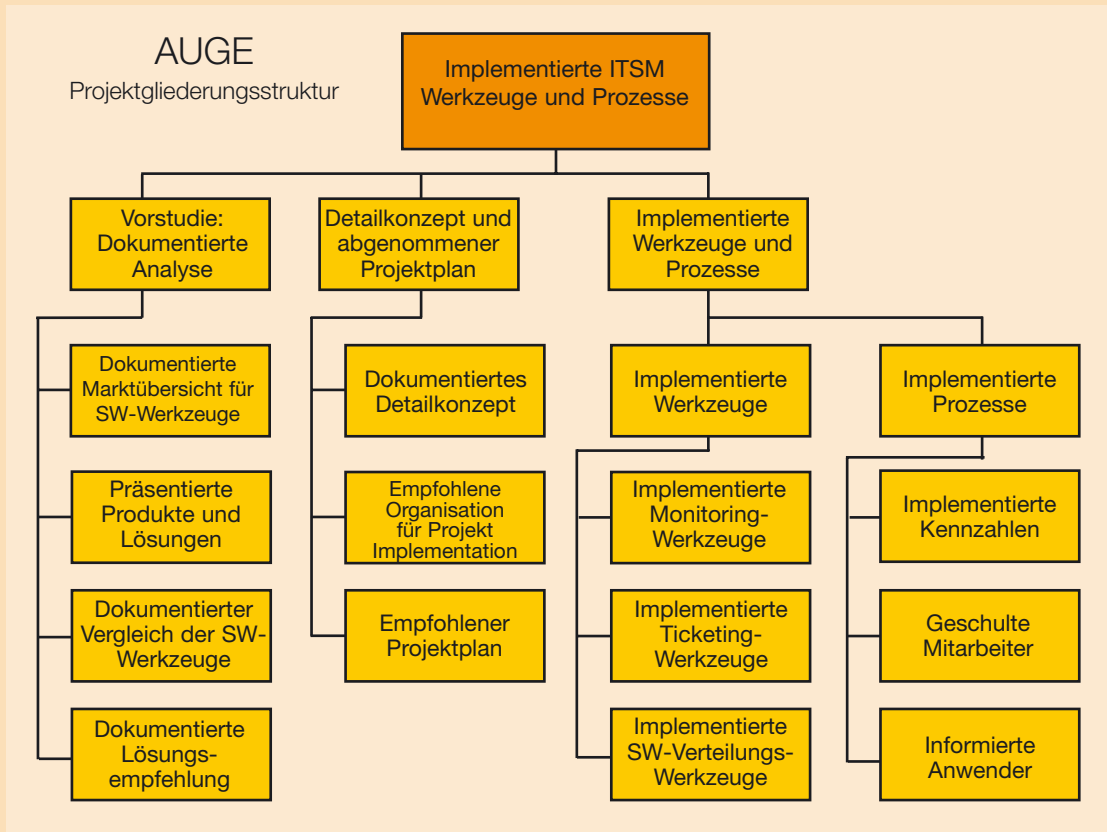 AUGE
Projektgliederungsstruktur
Implementierte ITSM
Werkzeuge und Prozesse
Vorstudie:
Dokumentierte
Analyse
Detailkonzept und
abgenommener
Projektplan
Implementierte
Werkzeuge und
Prozesse
Dokumentierte
Marktübersicht für
SW-Werkzeuge
Präsentierte
Produkte und
Lösungen
Dokumentierter
Vergleich der SW-
Werkzeuge
Dokumentierte
Lösungs-
empfehlung
Dokumentiertes
Detailkonzept
Empfohlene
Organisation
für Projekt
Implementation
Empfohlener
Projektplan
Implementierte
Werkzeuge
Implementierte
Monitoring-
Werkzeuge
Implementierte
Ticketing-
Werkzeuge
Implementierte
SW-Verteilungs-
Werkzeuge
Implementierte
Prozesse
Implementierte
Kennzahlen
Geschulte
Mitarbeiter
Informierte
Anwender